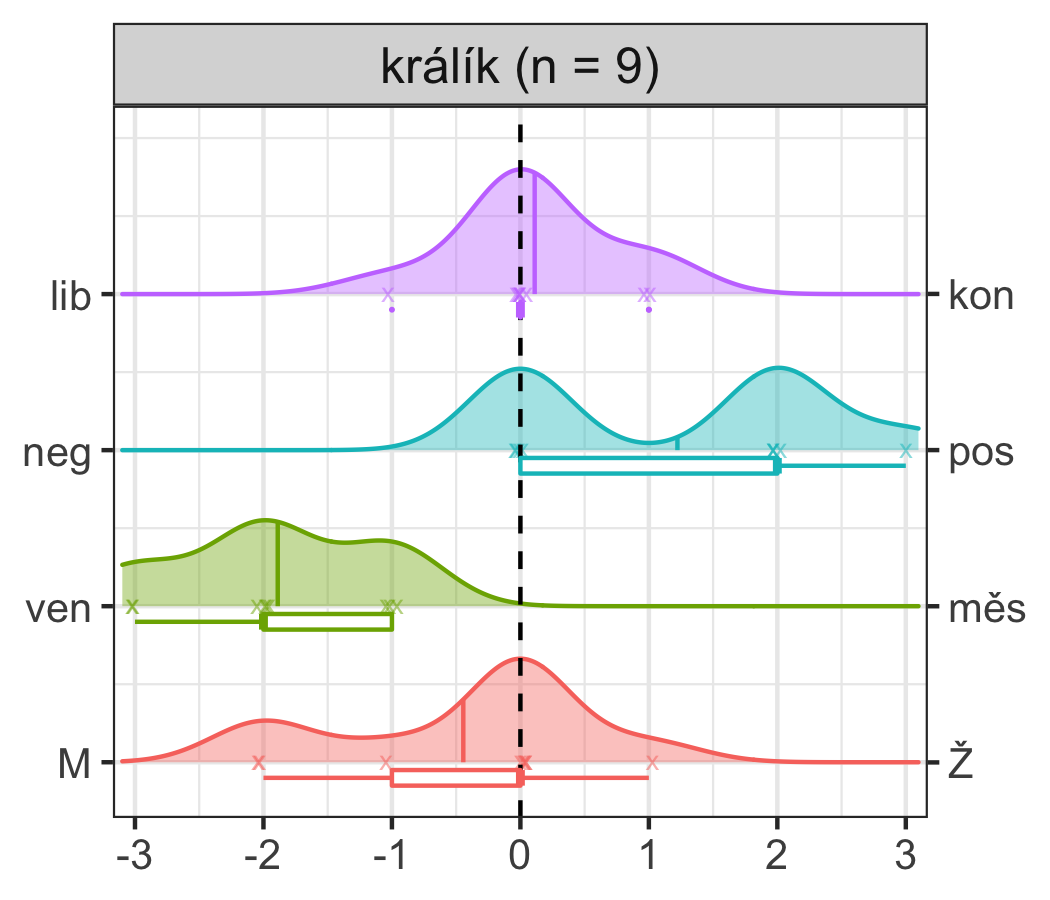 králík (n = 9)
lib kon
neg pos
ven měs
M Ž
-3 -2 -1 0 1 2 3